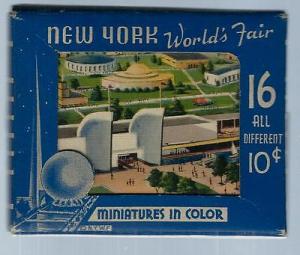 NEW YORK World's Fair
16
ALL
DIFFERENT
10¢
MINIATURES IN COLOR
© N.Y.W.F.